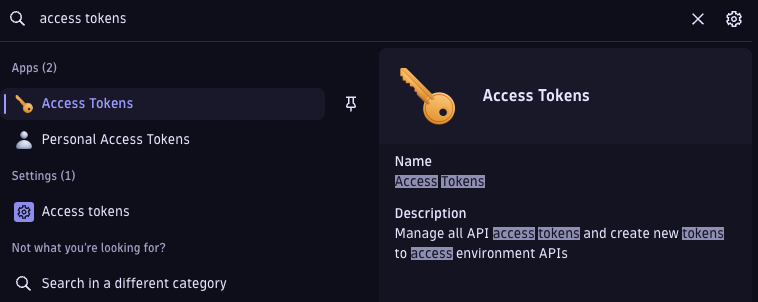 access tokens
Apps (2)
Access Tokens
Personal Access Tokens
Settings (1)
Access tokens
Not what you're looking for?
Search in a different category
Access Tokens
Name
Access Tokens
Description
Manage all API access tokens and create new tokens
to access environment APIs